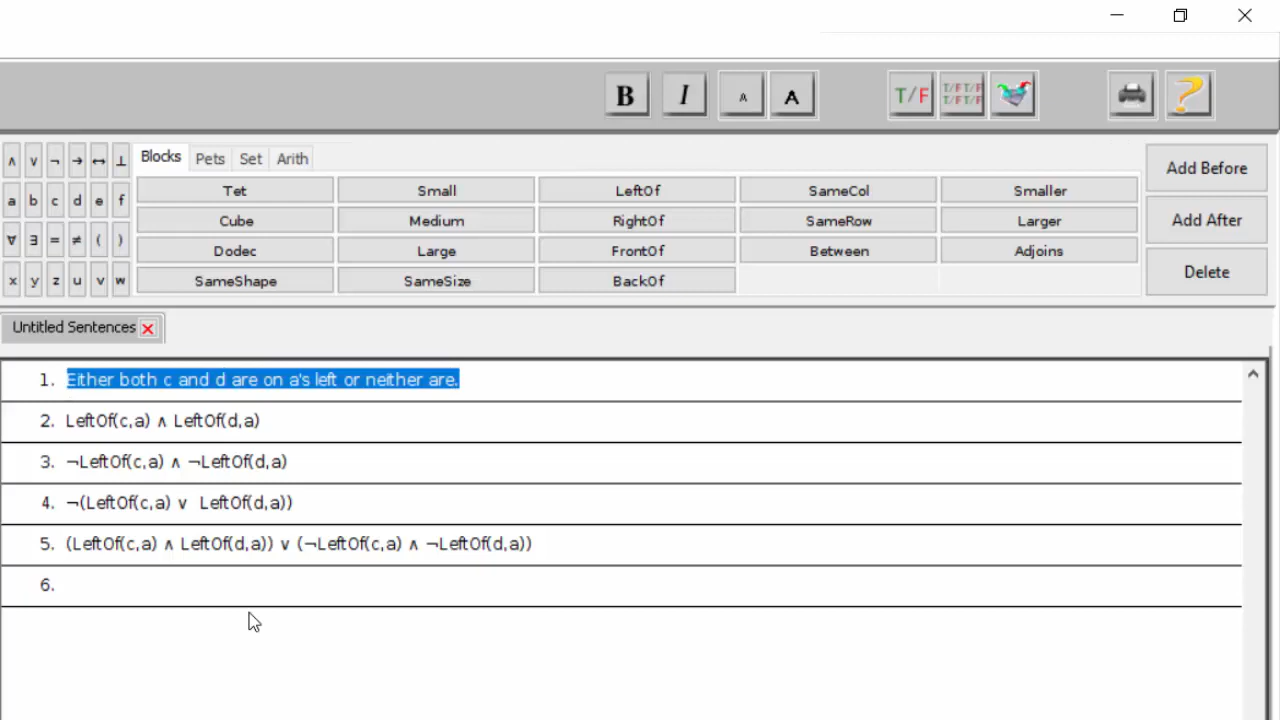 B I A A T/F T/F T/F T/F T/F ?
∧ ∨ ¬ → ↔ ⊥ Blocks Pets Set Arith Add Before
a b c d e f Tet Small LeftOf SameCol Smaller
∀ ∃ = ≠ ( ) Cube Medium RightOf SameRow Larger Add After
x y z u v w Dodec Large FrontOf Between Adjoins
SameShape SameSize BackOf Delete
Untitled Sentences
1. Either both c and d are on a's left or neither are.
2. LeftOf(c,a) ∧ LeftOf(d,a)
3. ¬LeftOf(c,a) ∧ ¬LeftOf(d,a)
4. ¬(LeftOf(c,a) ∨ LeftOf(d,a))
5. (LeftOf(c,a) ∧ LeftOf(d,a)) ∨ (¬LeftOf(c,a) ∧ ¬LeftOf(d,a))
6.